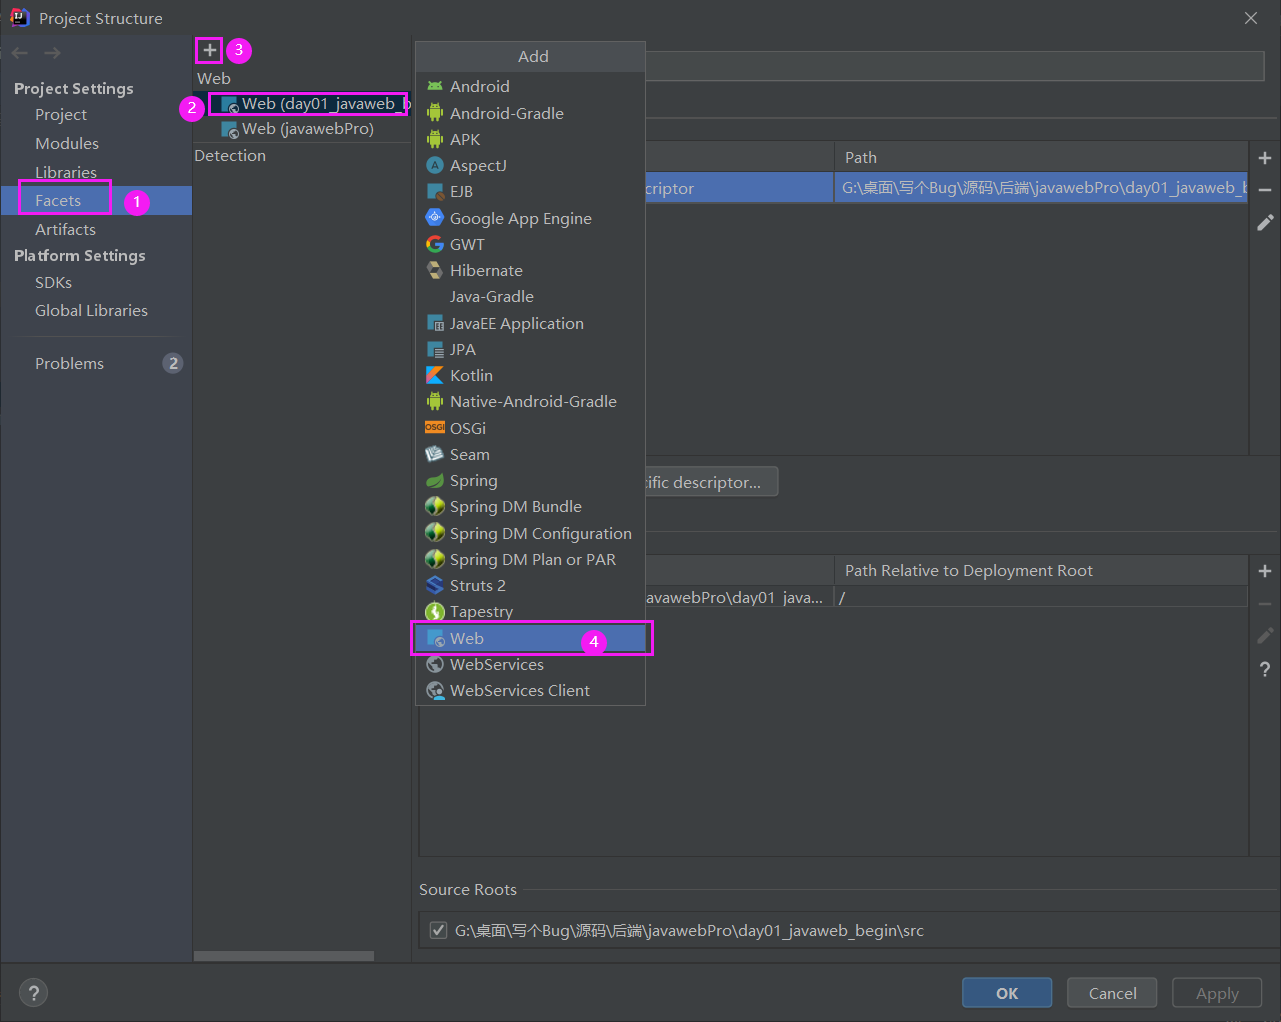 Project Structure
Project Settings
Project
Modules
Libraries
Facets
1
Artifacts
Platform Settings
SDKs
Global Libraries
Problems
2
+
3
Web
2
Web (day01_javaweb_b
Web (javawebPro)
Detection
Add
Android
Android-Gradle
APK
AspectJ
EJB
Google App Engine
GWT
Hibernate
Java-Gradle
JavaEE Application
JPA
Kotlin
Native-Android-Gradle
OSGi
Seam
Spring
Spring DM Bundle
Spring DM Configuration
Spring DM Plan or PAR
Struts 2
Tapestry
Web
4
WebServices
WebServices Client
Path
criptor
G:\桌面\写个Bug\源码\后端\javawebPro\day01_javaweb_b
ific descriptor...
Path Relative to Deployment Root
avawebPro\day01_java...
/
Source Roots
G:\桌面\写个Bug\源码\后端\javawebPro\day01_javaweb_begin\src
?
OK
Cancel
Apply